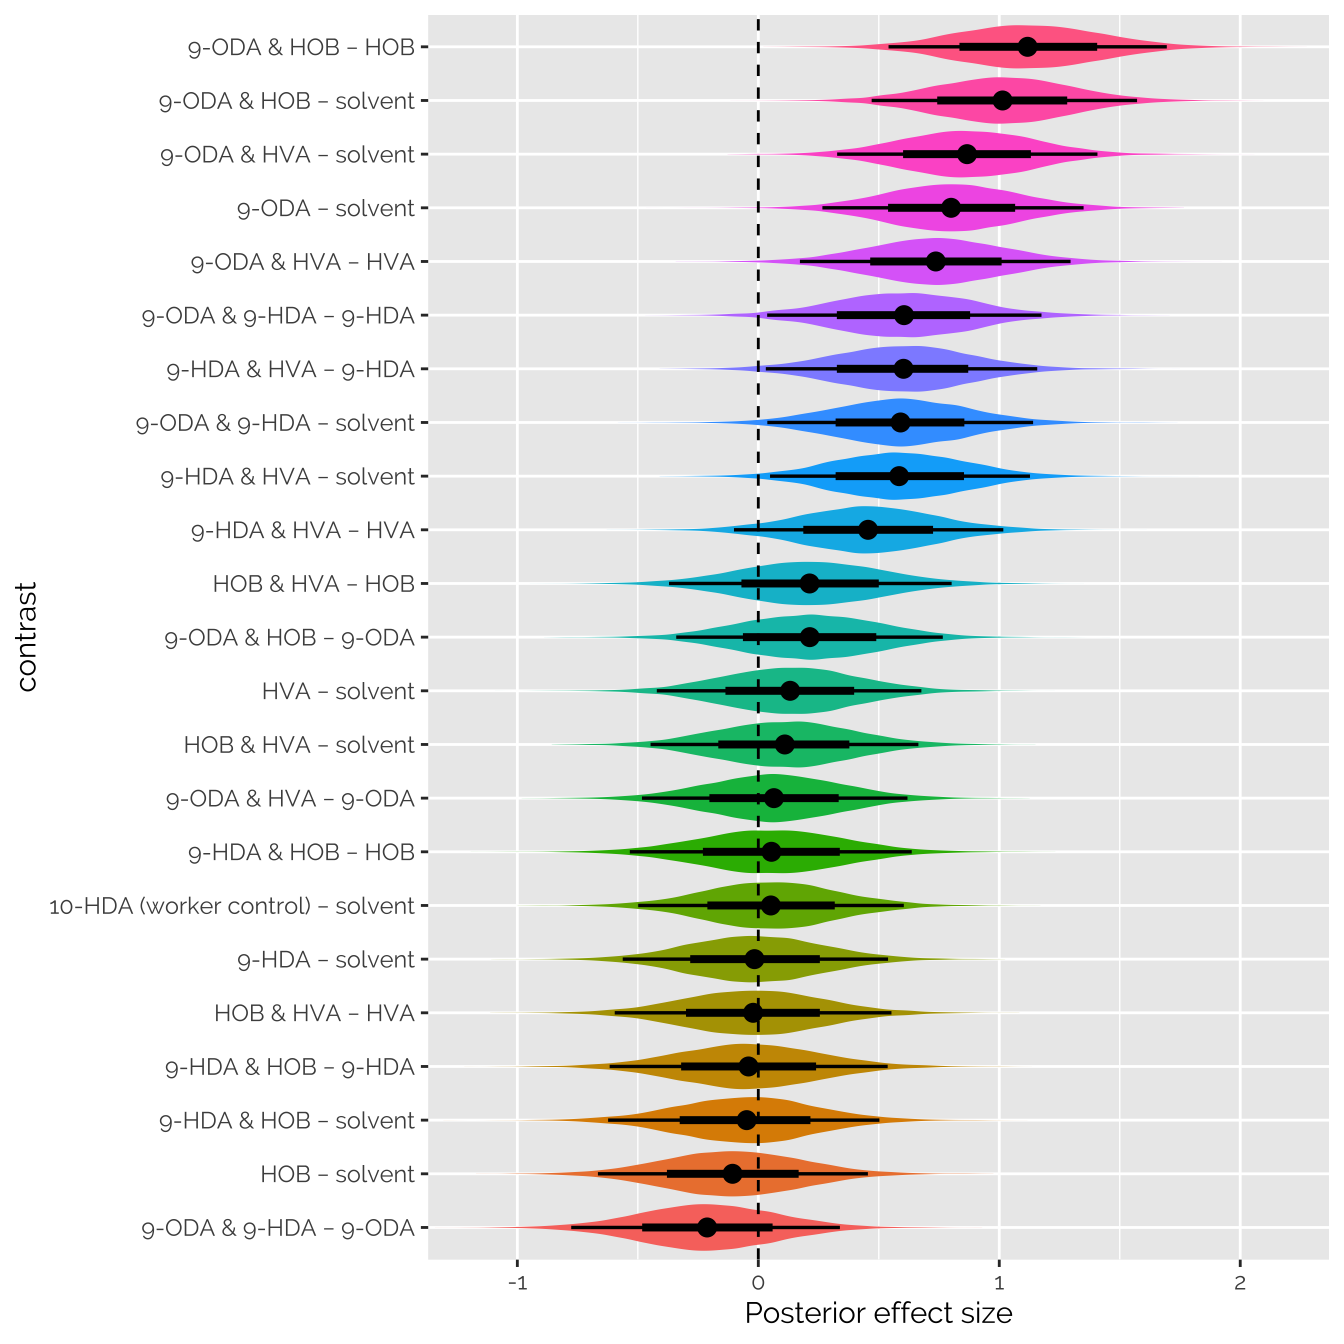 9-ODA & HOB – HOB
9-ODA & HOB – solvent
9-ODA & HVA – solvent
9-ODA – solvent
9-ODA & HVA – HVA
9-ODA & 9-HDA – 9-HDA
9-HDA & HVA – 9-HDA
9-ODA & 9-HDA – solvent
9-HDA & HVA – solvent
9-HDA & HVA – HVA
HOB & HVA – HOB
9-ODA & HOB – 9-ODA
HVA – solvent
HOB & HVA – solvent
9-ODA & HVA – 9-ODA
9-HDA & HOB – HOB
10-HDA (worker control) – solvent
9-HDA – solvent
HOB & HVA – HVA
9-HDA & HOB – 9-HDA
9-HDA & HOB – solvent
HOB – solvent
9-ODA & 9-HDA – 9-ODA
contrast
-1 0 1 2
Posterior effect size